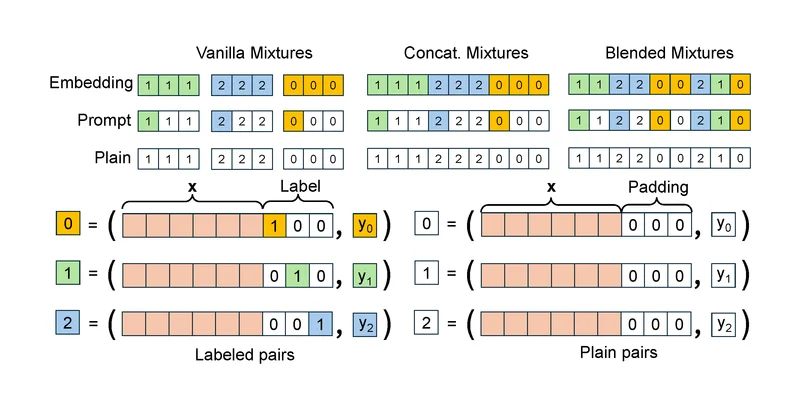 Vanilla Mixtures Concat. Mixtures Blended Mixtures
Embedding 1 1 1 2 2 2 0 0 0 1 1 1 2 2 2 0 0 0 1 1 2 2 0 0 2 1 0
Prompt 1 1 1 2 2 2 0 0 0 1 1 1 2 2 2 0 0 0 1 1 2 2 0 0 2 1 0
Plain 1 1 1 2 2 2 0 0 0 1 1 1 2 2 2 0 0 0 1 1 2 2 0 0 2 1 0
x Label x Padding
0 = ( 1 0 0 , y₀ ) 0 = ( 0 0 0 , y₀ )
1 = ( 0 1 0 , y₁ ) 1 = ( 0 0 0 , y₁ )
2 = ( 0 0 1 , y₂ ) 2 = ( 0 0 0 , y₂ )
Labeled pairs Plain pairs